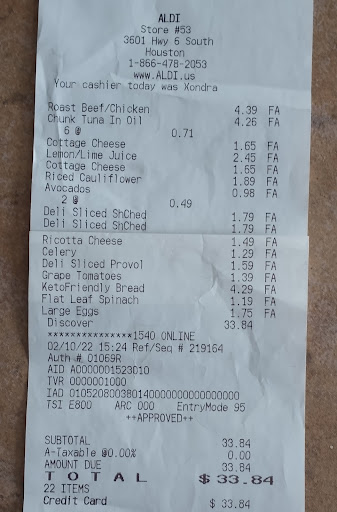 ALDI
Store #53
3601 Hwy 6 South
Houston
1-866-478-2053
www.ALDI.us
Your cashier today was Xondra
Roast Beef/Chicken 4.39 FA
Chunk Tuna In Oil 4.26 FA
6 @ 0.71
Cottage Cheese 1.65 FA
Lemon/Lime Juice 2.45 FA
Cottage Cheese 1.65 FA
Riced Cauliflower 1.89 FA
Avocados 0.98 FA
2 @ 0.49
Deli Sliced ShChed 1.79 FA
Deli Sliced ShChed 1.79 FA
Ricotta Cheese 1.49 FA
Celery 1.29 FA
Deli Sliced Provol 1.59 FA
Grape Tomatoes 1.39 FA
KetoFriendly Bread 4.29 FA
Flat Leaf Spinach 1.19 FA
Large Eggs 1.75 FA
Discover 33.84
***************1540 ONLINE
02/10/22 15:24 Ref/Seq # 219164
Auth # 01069R
AID A0000001523010
TVR 0000001000
IAD 01052080038014000000000000000000
TSI E800 ARC 000 EntryMode 95
++APPROVED++
SUBTOTAL 33.84
A-Taxable @0.00% 0.00
AMOUNT DUE 33.84
TOTAL $ 33.84
22 ITEMS
Credit Card $ 33.84